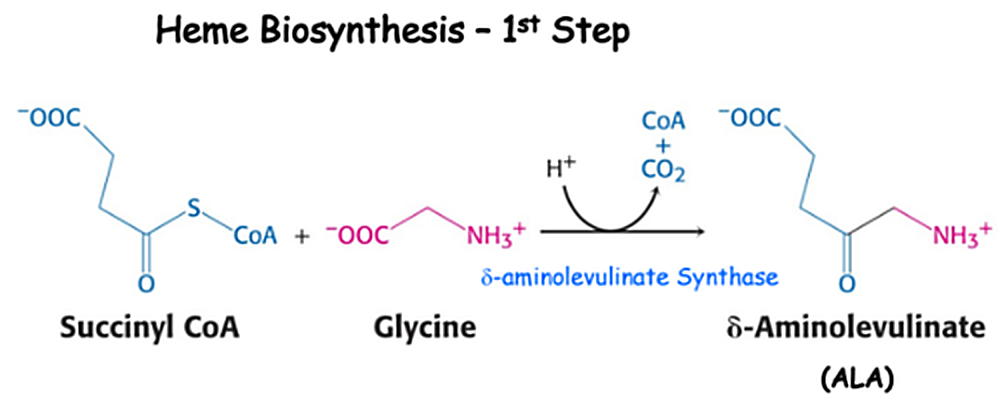 Heme Biosynthesis – 1st Step
⁻OOC
S
CoA
O
Succinyl CoA
+
⁻OOC
NH₃⁺
Glycine
H⁺
CoA
+
CO₂
δ-aminolevulinate Synthase
⁻OOC
NH₃⁺
O
δ-Aminolevulinate
(ALA)